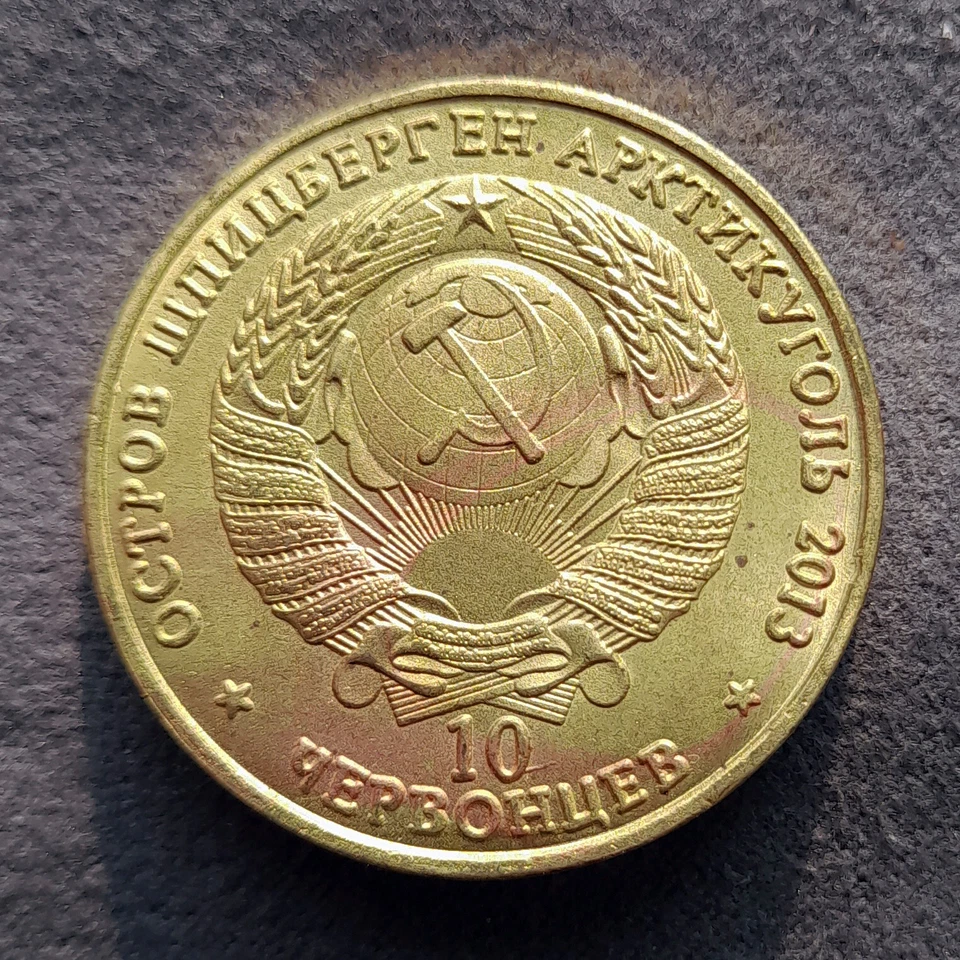 ОСТРОВ ШПИЦБЕРГЕН АРКТИКУГОЛЬ 2013
10
ЧЕРВОНЦЕВ